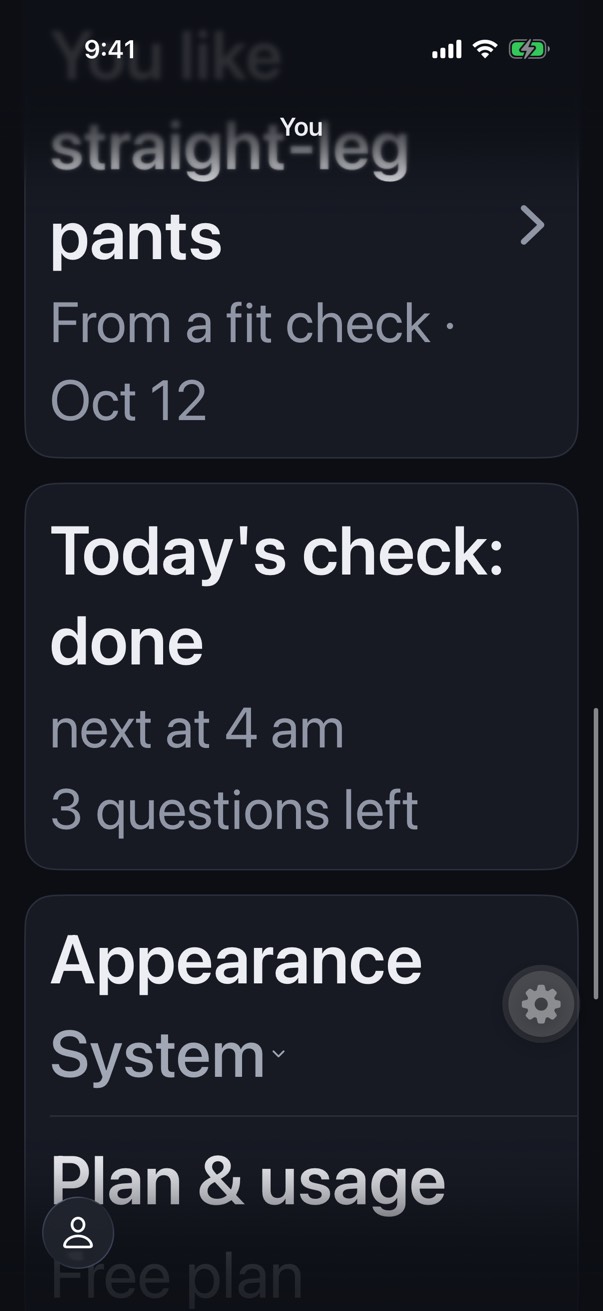 9:41
You like
You
straight-leg
pants
From a fit check ·
Oct 12
Today's check:
done
next at 4 am
3 questions left
Appearance
System
Plan & usage
Free plan